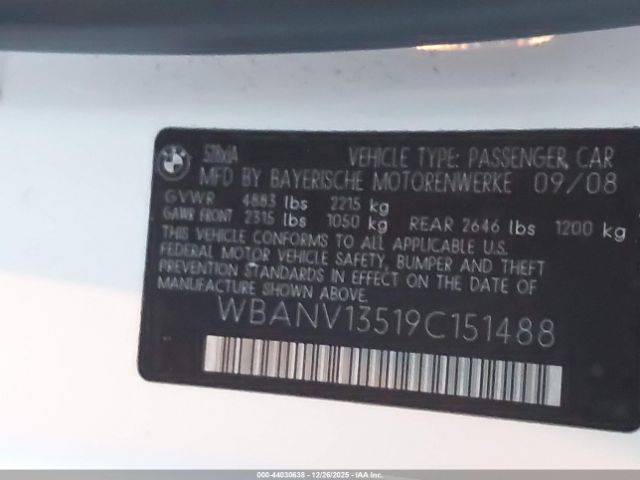 BMW
528xiA VEHICLE TYPE: PASSENGER CAR
MFD BY BAYERISCHE MOTORENWERKE 09/08
GVWR 4883 lbs 2215 kg
GAWR FRONT 2315 lbs 1050 kg REAR 2646 lbs 1200 kg
THIS VEHICLE CONFORMS TO ALL APPLICABLE U.S.
FEDERAL MOTOR VEHICLE SAFETY, BUMPER AND THEFT
PREVENTION STANDARDS IN EFFECT ON THE DATE OF
MANUFACTURE SHOWN ABOVE.
WBANV13519C151488
000-44030638 - 12/26/2025 - IAA Inc.